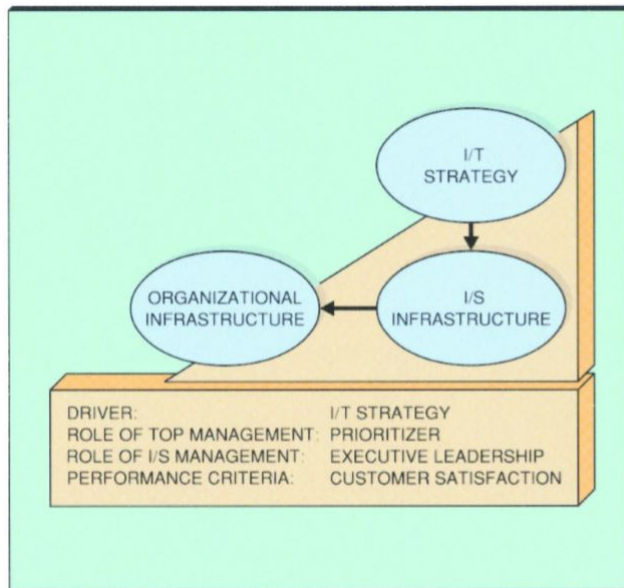 I/T
STRATEGY
ORGANIZATIONAL
INFRASTRUCTURE
I/S
INFRASTRUCTURE
DRIVER: I/T STRATEGY
ROLE OF TOP MANAGEMENT: PRIORITIZER
ROLE OF I/S MANAGEMENT: EXECUTIVE LEADERSHIP
PERFORMANCE CRITERIA: CUSTOMER SATISFACTION